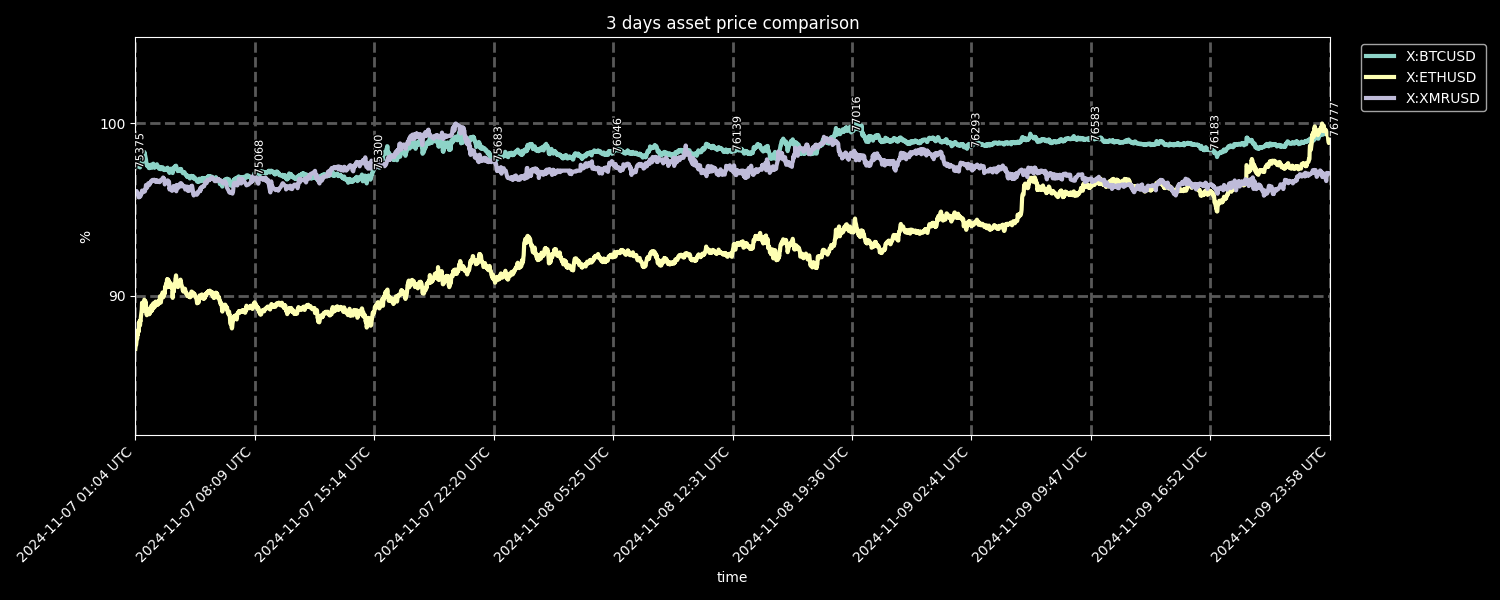 3 days asset price comparison
X:BTCUSD
X:ETHUSD
X:XMRUSD
100
90
%
75375
75068
75300
75683
76046
76139
77016
76293
76583
76183
76777
2024-11-07 01:04 UTC
2024-11-07 08:09 UTC
2024-11-07 15:14 UTC
2024-11-07 22:20 UTC
2024-11-08 05:25 UTC
2024-11-08 12:31 UTC
2024-11-08 19:36 UTC
2024-11-09 02:41 UTC
2024-11-09 09:47 UTC
2024-11-09 16:52 UTC
2024-11-09 23:58 UTC
time